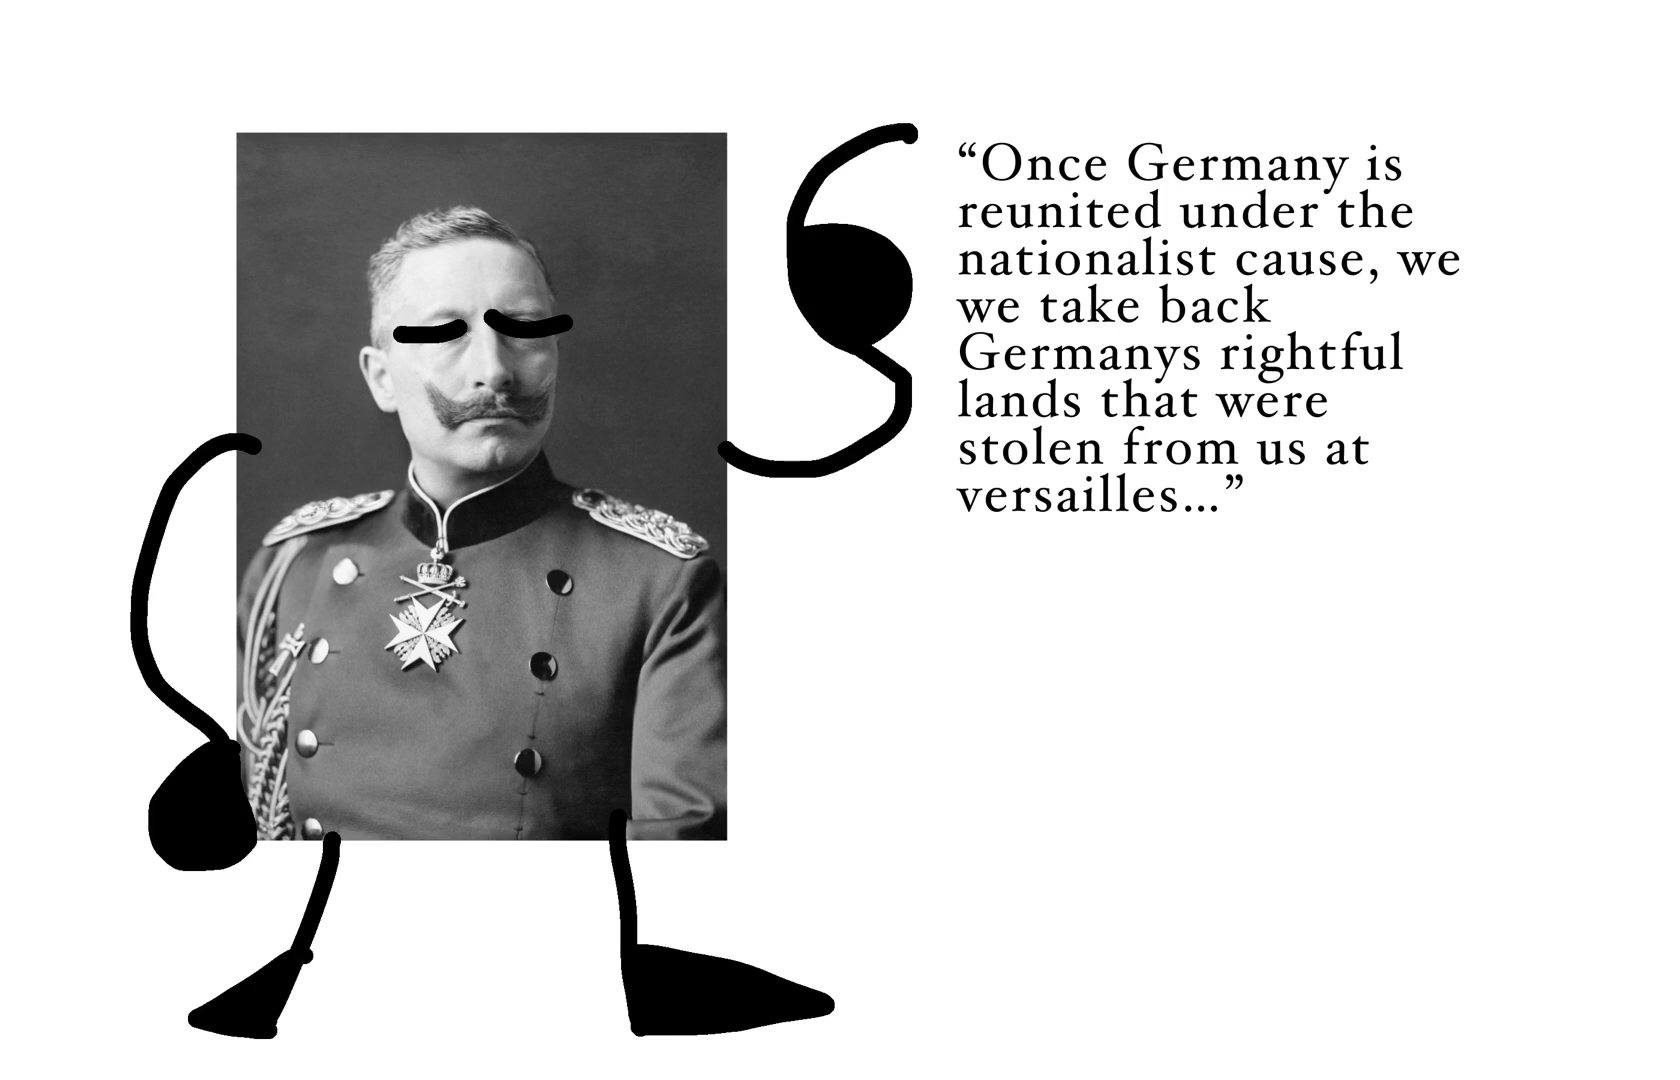 “Once Germany is
reunited under the
nationalist cause, we
we take back
Germanys rightful
lands that were
stolen from us at
versailles...”